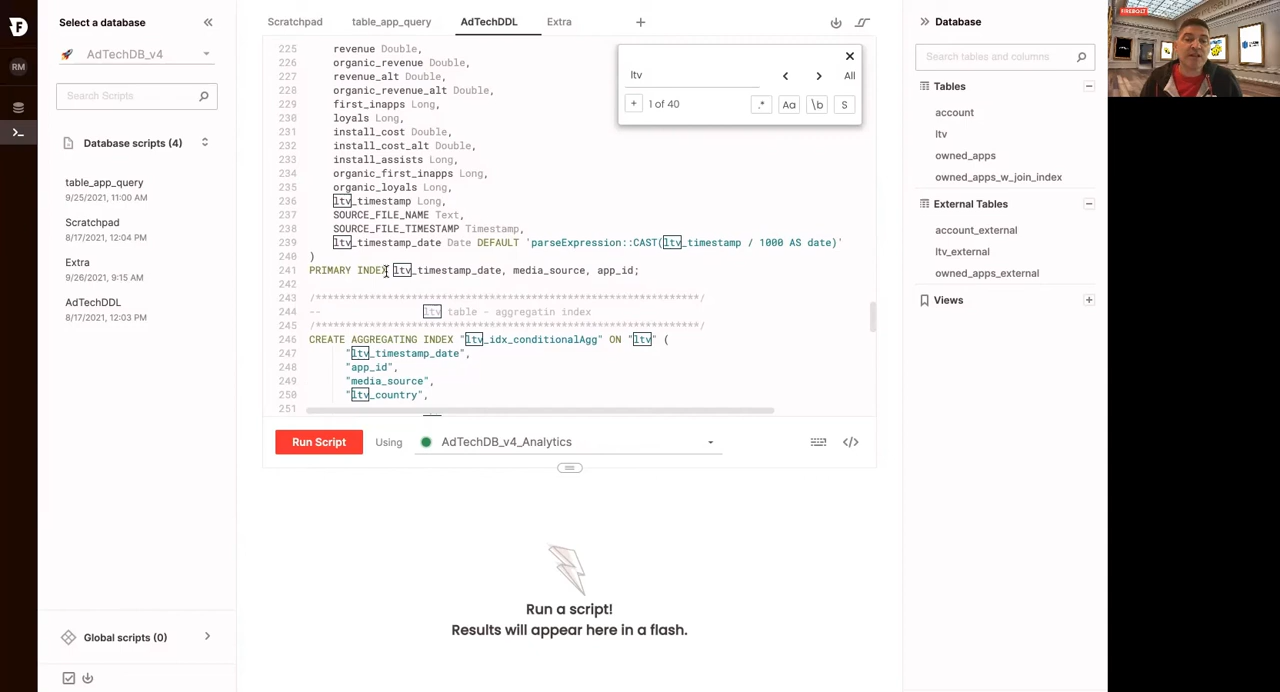 Select a database
AdTechDB_v4
Search Scripts
Database scripts (4)
table_app_query
9/25/2021, 11:00 AM
Scratchpad
8/17/2021, 12:04 PM
Extra
9/26/2021, 9:15 AM
AdTechDDL
8/17/2021, 12:03 PM
Global scripts (0)
RM
Scratchpad table_app_query AdTechDDL Extra +
225 revenue Double,
226 organic_revenue Double,
227 revenue_alt Double,
228 organic_revenue_alt Double,
229 first_inapps Long,
230 loyals Long,
231 install_cost Double,
232 install_cost_alt Double,
233 install_assists Long,
234 organic_first_inapps Long,
235 organic_loyals Long,
236 ltv_timestamp Long,
237 SOURCE_FILE_NAME Text,
238 SOURCE_FILE_TIMESTAMP Timestamp,
239 ltv_timestamp_date Date DEFAULT 'parseExpression::CAST(ltv_timestamp / 1000 AS date)'
240 )
241 PRIMARY INDEX ltv_timestamp_date, media_source, app_id;
242
243 /**************************************************************/
244 -- ltv table - aggregatin index
245 /**************************************************************/
246 CREATE AGGREGATING INDEX "ltv_idx_conditionalAgg" ON "ltv" (
247 "ltv_timestamp_date",
248 "app_id",
249 "media_source",
250 "ltv_country",
251
ltv
All
+ 1 of 40
.* Aa \b S
Run Script Using AdTechDB_v4_Analytics
Run a script!
Results will appear here in a flash.
Database
Search tables and columns
Tables
account
ltv
owned_apps
owned_apps_w_join_index
External Tables
account_external
ltv_external
owned_apps_external
Views
FIREBOLT